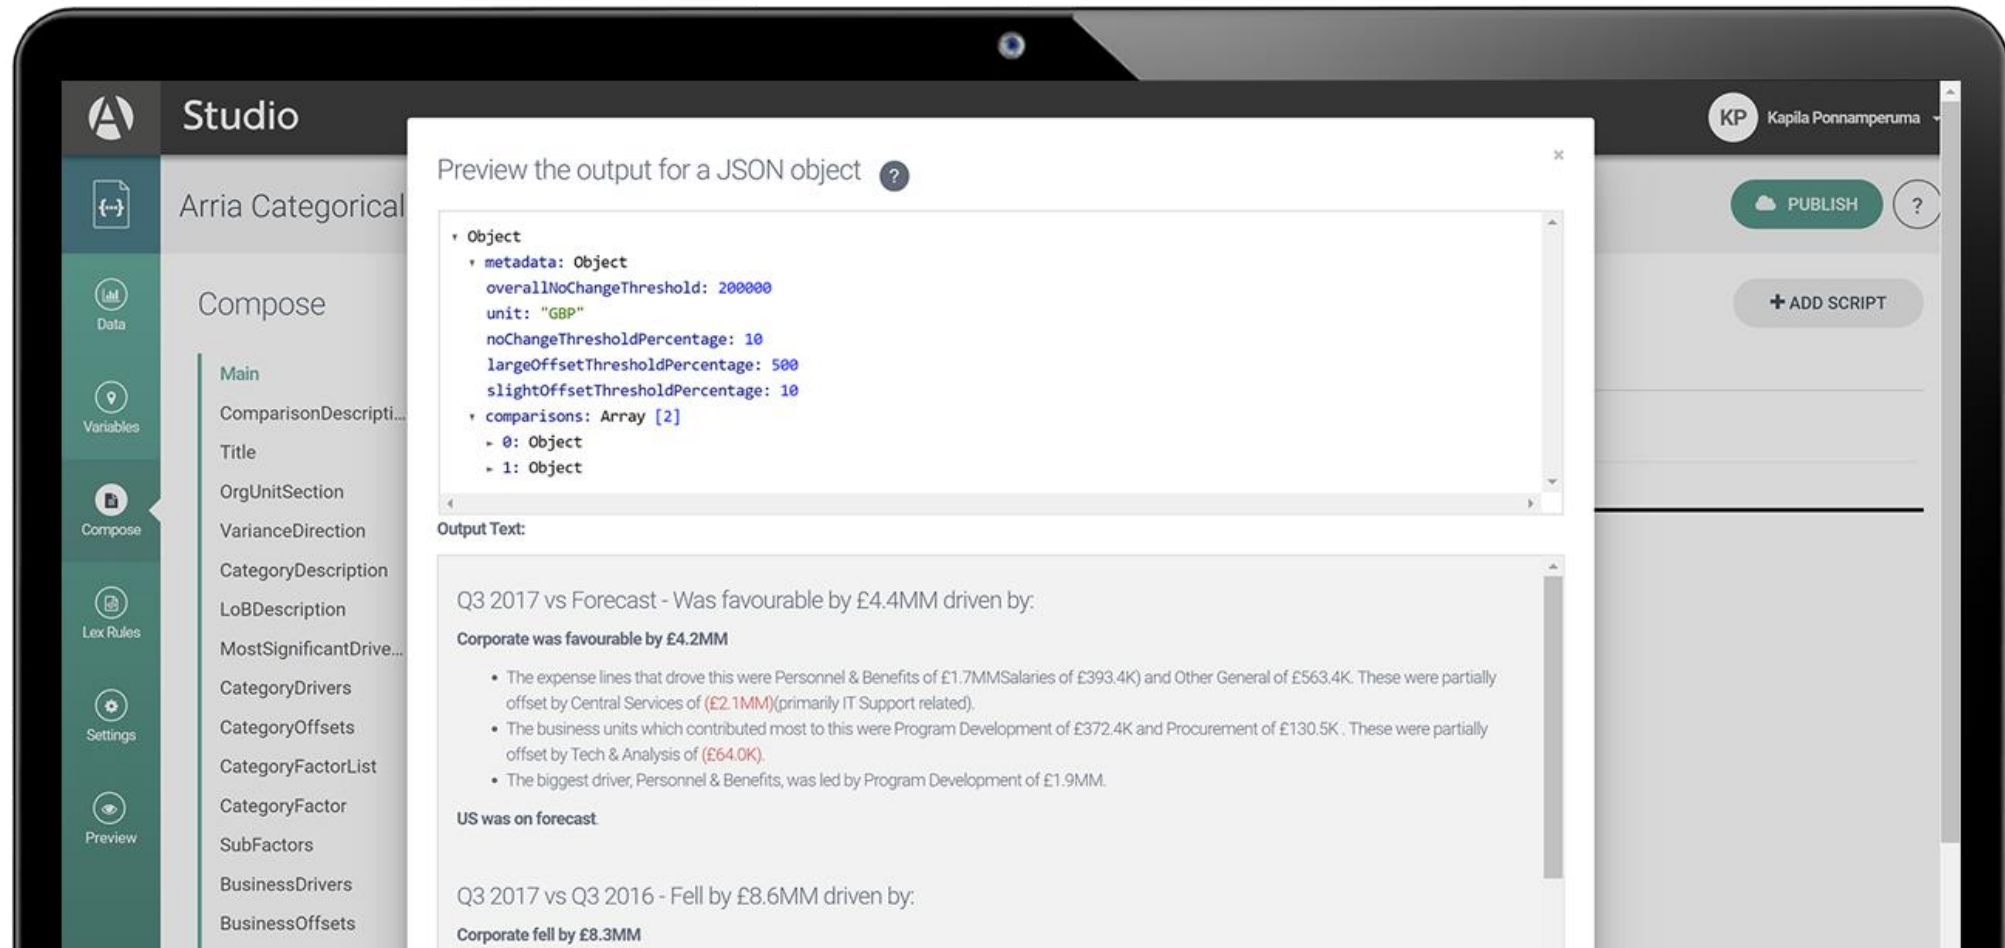 Studio
KP Kapila Ponnamperuma
Preview the output for a JSON object ?
×
{...}
Arria Categorical
PUBLISH
?
Object
metadata: Object
overallNoChangeThreshold: 200000
unit: "GBP"
noChangeThresholdPercentage: 10
largeOffsetThresholdPercentage: 500
slightOffsetThresholdPercentage: 10
comparisons: Array [2]
0: Object
1: Object
Data
Variables
Compose
Lex Rules
Settings
Preview
Compose
+ ADD SCRIPT
Main
ComparisonDescripti...
Title
OrgUnitSection
VarianceDirection
CategoryDescription
LoBDescription
MostSignificantDrive...
CategoryDrivers
CategoryOffsets
CategoryFactorList
CategoryFactor
SubFactors
BusinessDrivers
BusinessOffsets
Output Text:
Q3 2017 vs Forecast - Was favourable by £4.4MM driven by:
Corporate was favourable by £4.2MM
• The expense lines that drove this were Personnel & Benefits of £1.7MMSalaries of £393.4K) and Other General of £563.4K. These were partially
offset by Central Services of (£2.1MM)(primarily IT Support related).
• The business units which contributed most to this were Program Development of £372.4K and Procurement of £130.5K . These were partially
offset by Tech & Analysis of (£64.0K).
• The biggest driver, Personnel & Benefits, was led by Program Development of £1.9MM.
US was on forecast.
Q3 2017 vs Q3 2016 - Fell by £8.6MM driven by:
Corporate fell by £8.3MM